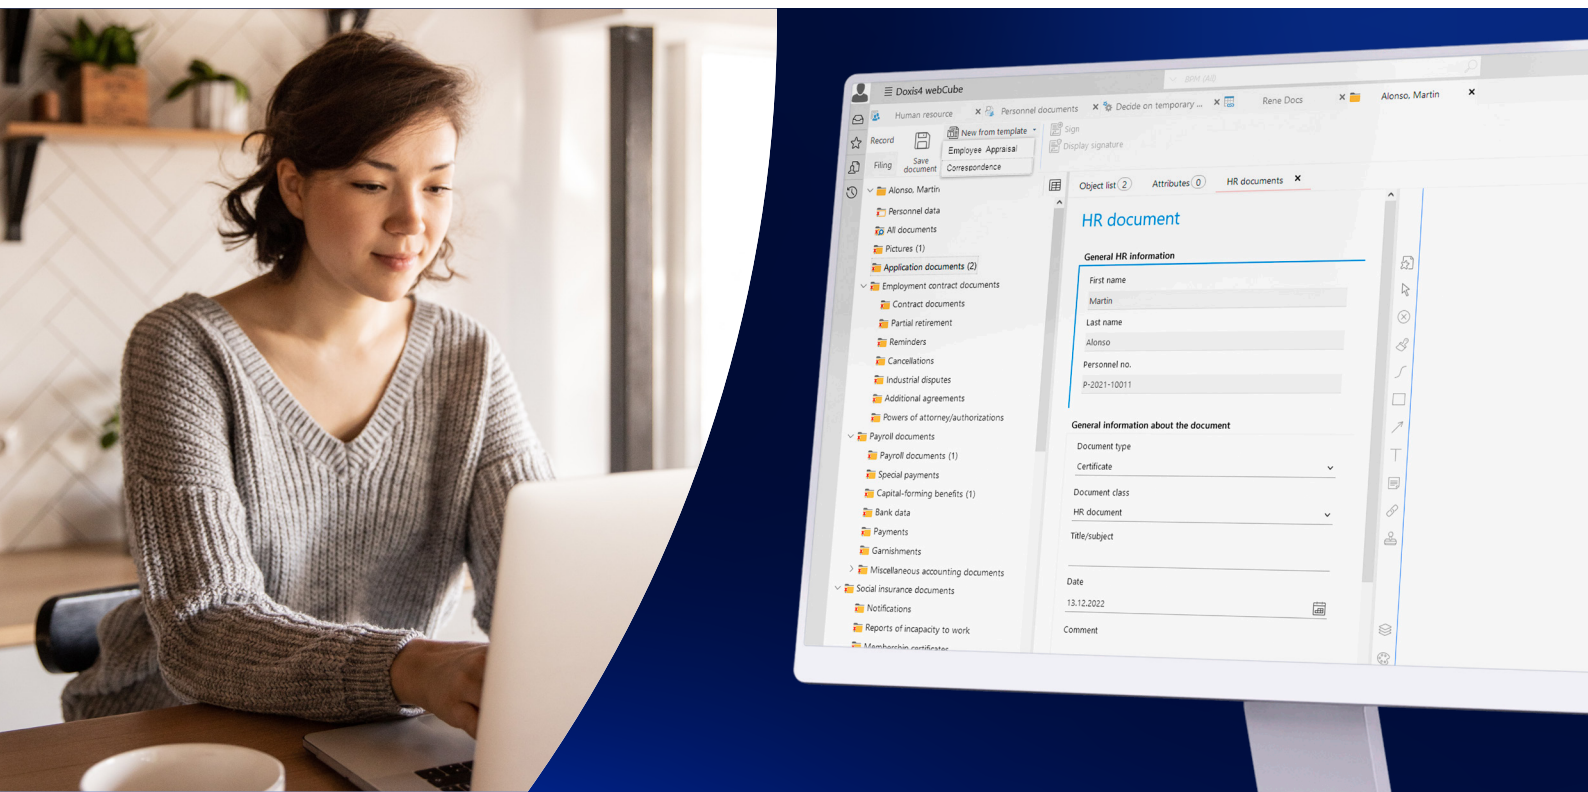 Doxis4 webCube
BPM (All)
Human resource
Personnel documents
Decide on temporary ...
Rene Docs
Alonso, Martin
Record
Filing
Save
document
New from template
Employee Appraisal
Correspondence
Sign
Display signature
Alonso, Martin
Personnel data
All documents
Pictures (1)
Application documents (2)
Employment contract documents
Contract documents
Partial retirement
Reminders
Cancellations
Industrial disputes
Additional agreements
Powers of attorney/authorizations
Payroll documents
Payroll documents (1)
Special payments
Capital-forming benefits (1)
Bank data
Payments
Garnishments
Miscellaneous accounting documents
Social insurance documents
Notifications
Reports of incapacity to work
Membership certificates
Object list 2
Attributes 0
HR documents
HR document
General HR information
First name
Martin
Last name
Alonso
Personnel no.
P-2021-10011
General information about the document
Document type
Certificate
Document class
HR document
Title/subject
Date
13.12.2022
Comment